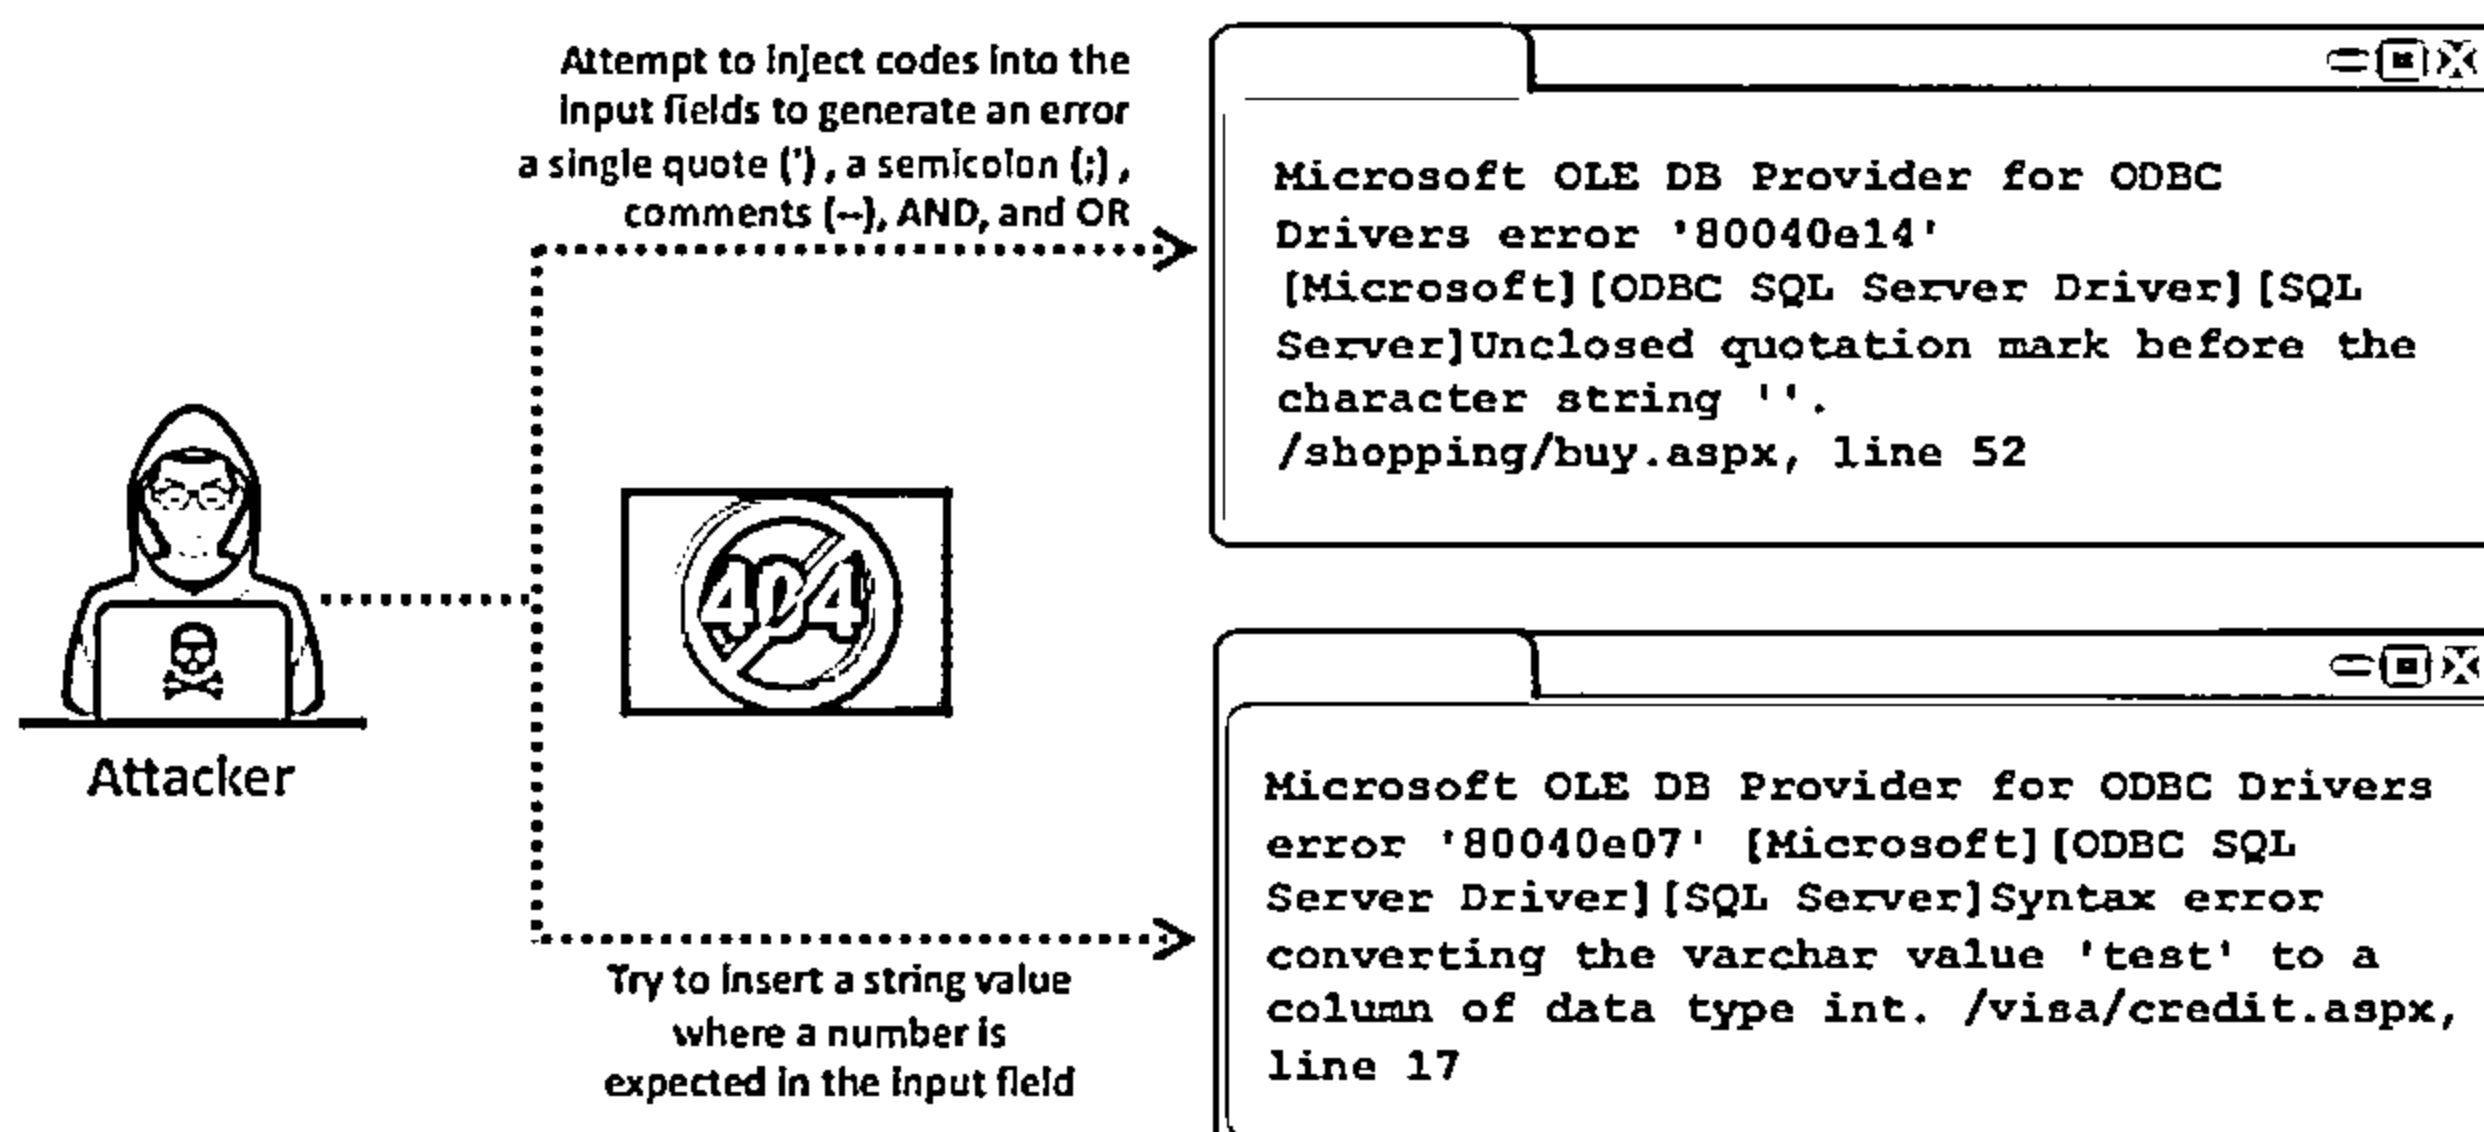 Attempt to inject codes into the
input fields to generate an error
a single quote ('), a semicolon (;),
comments (--), AND, and OR
Microsoft OLE DB Provider for ODBC
Drivers error '80040e14'
[Microsoft][ODBC SQL Server Driver][SQL
Server]Unclosed quotation mark before the
character string ''.
/shopping/buy.aspx, line 52
404
Attacker
Try to insert a string value
where a number is
expected in the input field
Microsoft OLE DB Provider for ODBC Drivers
error '80040e07' [Microsoft][ODBC SQL
Server Driver][SQL Server]Syntax error
converting the varchar value 'test' to a
column of data type int. /visa/credit.aspx,
line 17